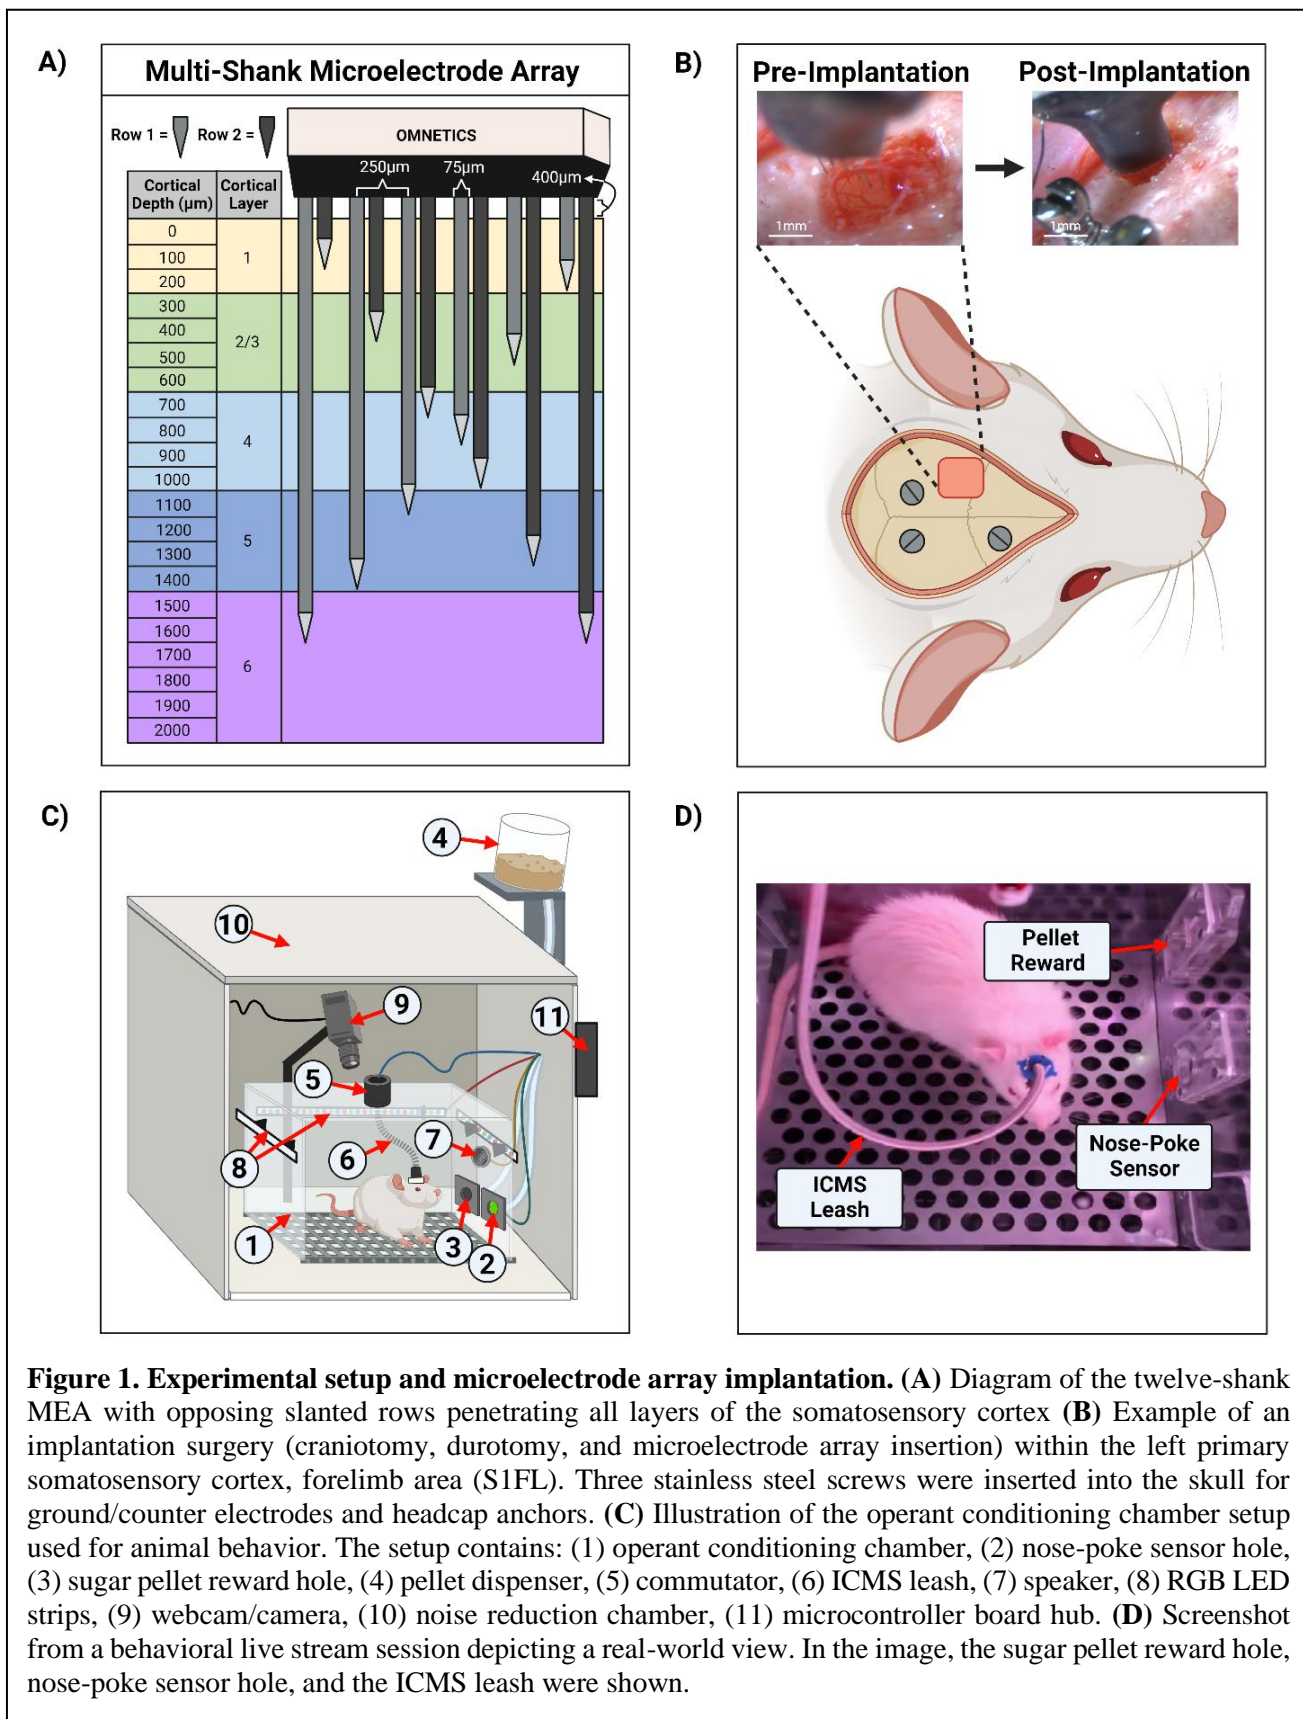 A)
Multi-Shank Microelectrode Array
Row 1 =
Row 2 =
OMNETICS
250µm
75µm
400µm
Cortical Depth (µm)
Cortical Layer
0
100
200
1
300
400
500
600
2/3
700
800
900
1000
4
1100
1200
1300
1400
5
1500
1600
1700
1800
1900
2000
6
B)
Pre-Implantation
Post-Implantation
1mm
1mm
C)
4
10
9
11
5
7
8
6
1
3
2
D)
Pellet
Reward
Nose-Poke
Sensor
ICMS
Leash
Figure 1. Experimental setup and microelectrode array implantation. (A) Diagram of the twelve-shank
MEA with opposing slanted rows penetrating all layers of the somatosensory cortex (B) Example of an
implantation surgery (craniotomy, durotomy, and microelectrode array insertion) within the left primary
somatosensory cortex, forelimb area (S1FL). Three stainless steel screws were inserted into the skull for
ground/counter electrodes and headcap anchors. (C) Illustration of the operant conditioning chamber setup
used for animal behavior. The setup contains: (1) operant conditioning chamber, (2) nose-poke sensor hole,
(3) sugar pellet reward hole, (4) pellet dispenser, (5) commutator, (6) ICMS leash, (7) speaker, (8) RGB LED
strips, (9) webcam/camera, (10) noise reduction chamber, (11) microcontroller board hub. (D) Screenshot
from a behavioral live stream session depicting a real-world view. In the image, the sugar pellet reward hole,
nose-poke sensor hole, and the ICMS leash were shown.